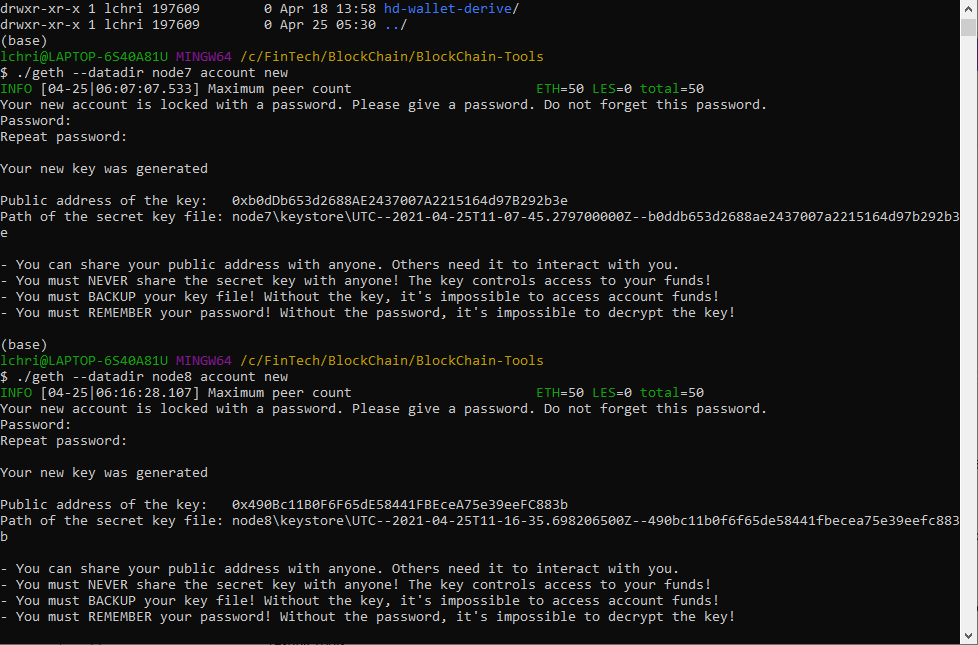 drwxr-xr-x 1 lchri 197609        0 Apr 18 13:58 hd-wallet-derive/
drwxr-xr-x 1 lchri 197609        0 Apr 25 05:30 ../
(base)
lchri@LAPTOP-6S40A81U MINGW64 /c/FinTech/BlockChain/BlockChain-Tools
$ ./geth --datadir node7 account new
INFO [04-25|06:07:07.533] Maximum peer count                       ETH=50 LES=0 total=50
Your new account is locked with a password. Please give a password. Do not forget this password.
Password:
Repeat password:
Your new key was generated
Public address of the key:   0xb0dDb653d2688AE2437007A2215164d97B292b3e
Path of the secret key file: node7\keystore\UTC--2021-04-25T11-07-45.279700000Z--b0ddb653d2688ae2437007a2215164d97b292b3
e
- You can share your public address with anyone. Others need it to interact with you.
- You must NEVER share the secret key with anyone! The key controls access to your funds!
- You must BACKUP your key file! Without the key, it's impossible to access account funds!
- You must REMEMBER your password! Without the password, it's impossible to decrypt the key!
(base)
lchri@LAPTOP-6S40A81U MINGW64 /c/FinTech/BlockChain/BlockChain-Tools
$ ./geth --datadir node8 account new
INFO [04-25|06:16:28.107] Maximum peer count                       ETH=50 LES=0 total=50
Your new account is locked with a password. Please give a password. Do not forget this password.
Password:
Repeat password:
Your new key was generated
Public address of the key:   0x490Bc11B0F6F65dE58441FBEceA75e39eeFC883b
Path of the secret key file: node8\keystore\UTC--2021-04-25T11-16-35.698206500Z--490bc11b0f6f65de58441fbecea75e39eefc883
b
- You can share your public address with anyone. Others need it to interact with you.
- You must NEVER share the secret key with anyone! The key controls access to your funds!
- You must BACKUP your key file! Without the key, it's impossible to access account funds!
- You must REMEMBER your password! Without the password, it's impossible to decrypt the key!